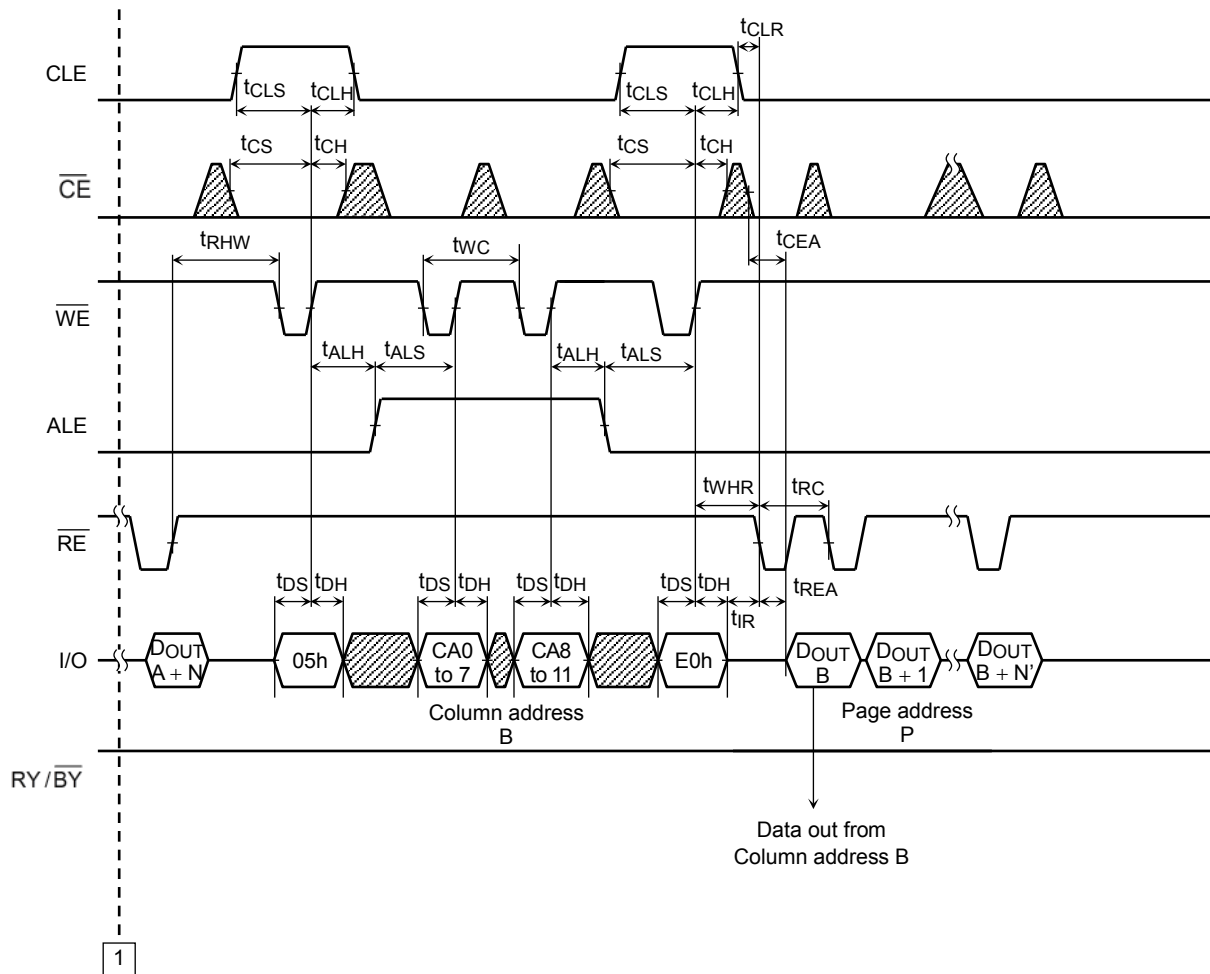 tCLR
CLE
tCLS tCLH tCLS tCLH
tCS tCH tCS tCH
CE
tRHW tWC tCEA
WE
tALH tALS tALH tALS
ALE
tWHR tRC
RE
tDS tDH tDS tDH tDS tDH tDS tDH tREA
tIR
I/O
DOUT
A + N
05h
CA0
to 7
CA8
to 11
E0h
DOUT
B
DOUT
B + 1
DOUT
B + N'
Column address
B
Page address
P
RY/BY
Data out from
Column address B
1